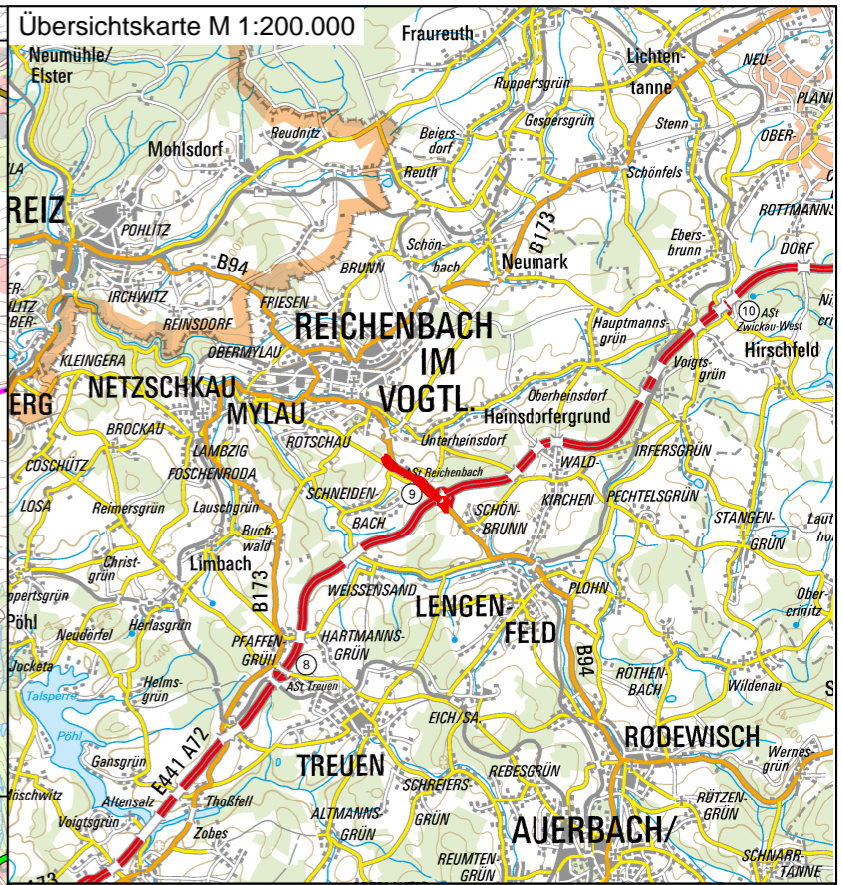 Übersichtskarte M 1:200.000
Fraureuth
Neumühle/
Elster
Lichten-
tanne
NEU-
PLAN
Ruppertsgrün
Gospersgrün
Stenn
OBER-
Reudnitz
Beiers-
dorf
Mohlsdorf
LA
Reuth
Schönfels
REIZ
ROTTMANNS-
POHLITZ
B173
Schön-
bach
Ebers-
brunn
DORF
B94
BRUNN
Neumark
IRCHWITZ
FRIESEN
REINSDORF
REICHENBACH
IM
VOGTL.
Hauptmanns-
grün
10
ASt
Zwickau-West
Hirschfeld
OBERMYLAU
KLEINGERA
Voigts-
grün
NETZSCHKAU
ERG
MYLAU
Oberheinsdorf
Heinsdorfergrund
BROCKAU
ROTSCHAU
Unterheinsdorf
LAMBZIG
IRFERSGRÜN
COSCHÜTZ
FOSCHENRODA
ASt Reichenbach
WALD-
KIRCHEN
SCHNEIDEN-
BACH
9
PECHTELSGRÜN
LOSA
Reimersgrün
Lauschgrün
SCHÖN-
BRUNN
STANGEN-
GRÜN
Buch-
wald
Christ-
grün
Limbach
WEISSENSAND
PLOHN
Ober-
crinitz
ppertsgrün
B173
LENGEN-
FELD
Pöhl
Neudörfel
Herlasgrün
PFAFFEN-
GRÜN
HARTMANNS-
GRÜN
B94
Jocketa
8
ASt Treuen
ROTHEN-
BACH
Helms-
grün
Wildenau
Talsperre
Pöhl
EICH/SA.
E441 A72
RODEWISCH
Wernes-
grün
Gansgrün
TREUEN
REBESGRÜN
Möschwitz
Altensalz
Thoßfell
SCHREIERS-
GRÜN
RÜTZEN-
GRÜN
Voigtsgrün
Zobes
ALTMANNS-
GRÜN
AUERBACH/
REUMTEN-
GRÜN
SCHNARR-
TANNE
173